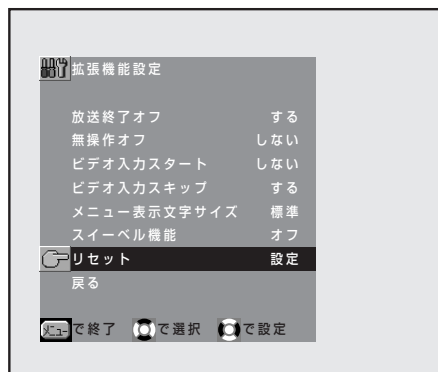 拡張機能設定
放送終了オフ する
無操作オフ しない
ビデオ入力スタート しない
ビデオ入力スキップ する
メニュー表示文字サイズ 標準
スイーベル機能 オフ
リセット 設定
戻る
メニューで終了 で選択 で設定